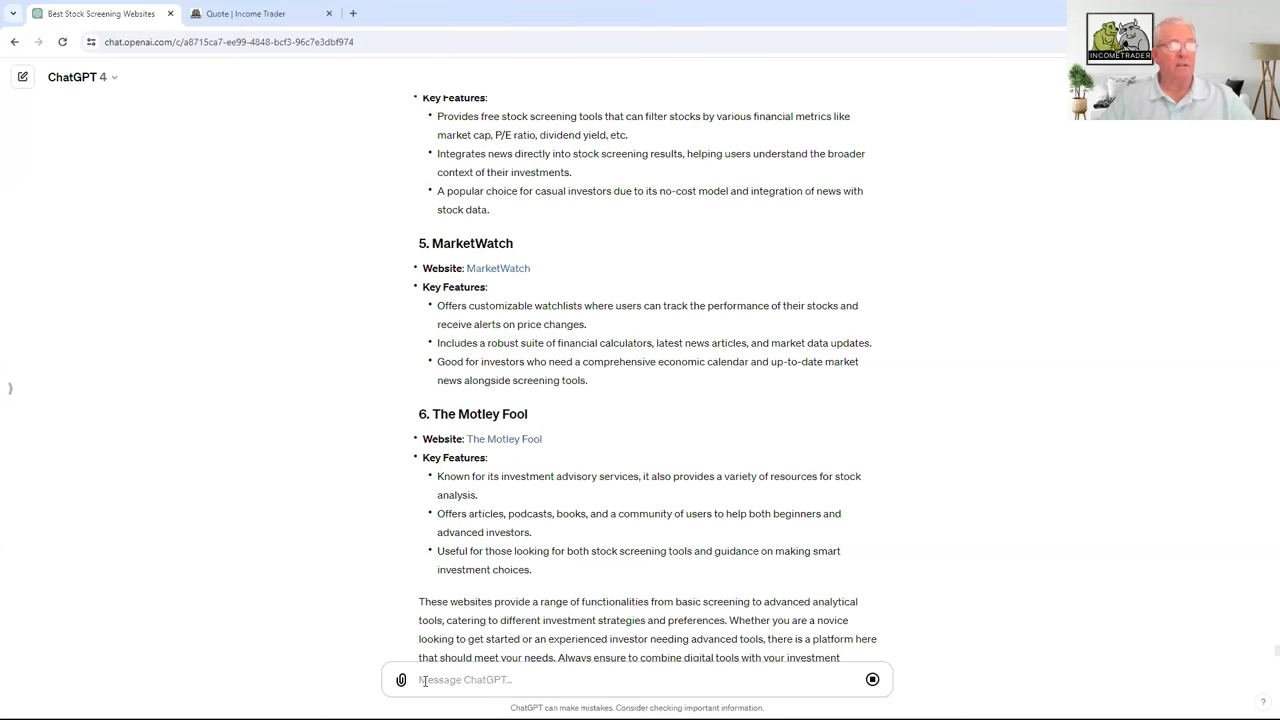 Best Stock Screening Websites
Quote | Income Trader
chat.openai.com/c/a8715ca7-ee99-4848-bcf3-96c7e3dbf974
ChatGPT 4
INCOMETRADER
Key Features:
Provides free stock screening tools that can filter stocks by various financial metrics like
market cap, P/E ratio, dividend yield, etc.
Integrates news directly into stock screening results, helping users understand the broader
context of their investments.
A popular choice for casual investors due to its no-cost model and integration of news with
stock data.
5. MarketWatch
Website: MarketWatch
Key Features:
Offers customizable watchlists where users can track the performance of their stocks and
receive alerts on price changes.
Includes a robust suite of financial calculators, latest news articles, and market data updates.
Good for investors who need a comprehensive economic calendar and up-to-date market
news alongside screening tools.
6. The Motley Fool
Website: The Motley Fool
Key Features:
Known for its investment advisory services, it also provides a variety of resources for stock
analysis.
Offers articles, podcasts, books, and a community of users to help both beginners and
advanced investors.
Useful for those looking for both stock screening tools and guidance on making smart
investment choices.
These websites provide a range of functionalities from basic screening to advanced analytical
tools, catering to different investment strategies and preferences. Whether you are a novice
looking to get started or an experienced investor needing advanced tools, there is a platform here
that should meet your needs. Always ensure to combine digital tools with your investment
Message ChatGPT...
ChatGPT can make mistakes. Consider checking important information.
?